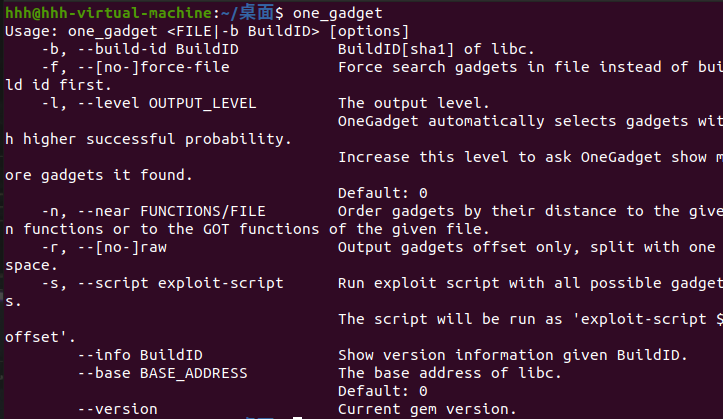 hhh@hhh-virtual-machine:~/桌面$ one_gadget
Usage: one_gadget <FILE|-b BuildID> [options]
    -b, --build-id BuildID           BuildID[sha1] of libc.
    -f, --[no-]force-file            Force search gadgets in file instead of bui
ld id first.
    -l, --level OUTPUT_LEVEL         The output level.
                                     OneGadget automatically selects gadgets wit
h higher successful probability.
                                     Increase this level to ask OneGadget show m
ore gadgets it found.
                                     Default: 0
    -n, --near FUNCTIONS/FILE        Order gadgets by their distance to the give
n functions or to the GOT functions of the given file.
    -r, --[no-]raw                   Output gadgets offset only, split with one
space.
    -s, --script exploit-script      Run exploit script with all possible gadget
s.
                                     The script will be run as 'exploit-script $
offset'.
        --info BuildID               Show version information given BuildID.
        --base BASE_ADDRESS          The base address of libc.
                                     Default: 0
        --version                    Current gem version.